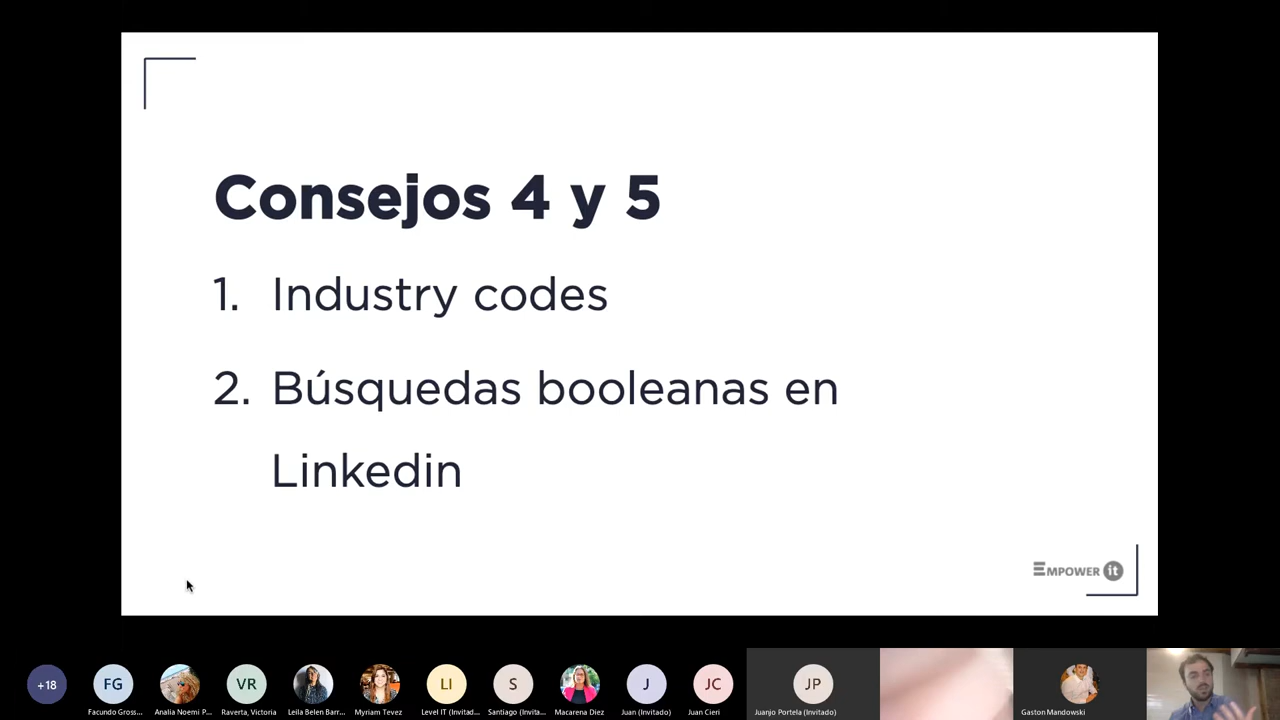 Consejos 4 y 5
1. Industry codes
2. Búsquedas booleanas en
Linkedin
EMPOWER it
+18
FG
VR
LI
S
J
JC
JP
Facundo Gross...
Analia Noemi P...
Raverta, Victoria
Leila Belen Barr...
Myriam Tevez
Level IT (Invitad...
Santiago (Invita...
Macarena Diez
Juan (Invitado)
Juan Cieri
Juanjo Portela (Invitado)
Gaston Mandowski